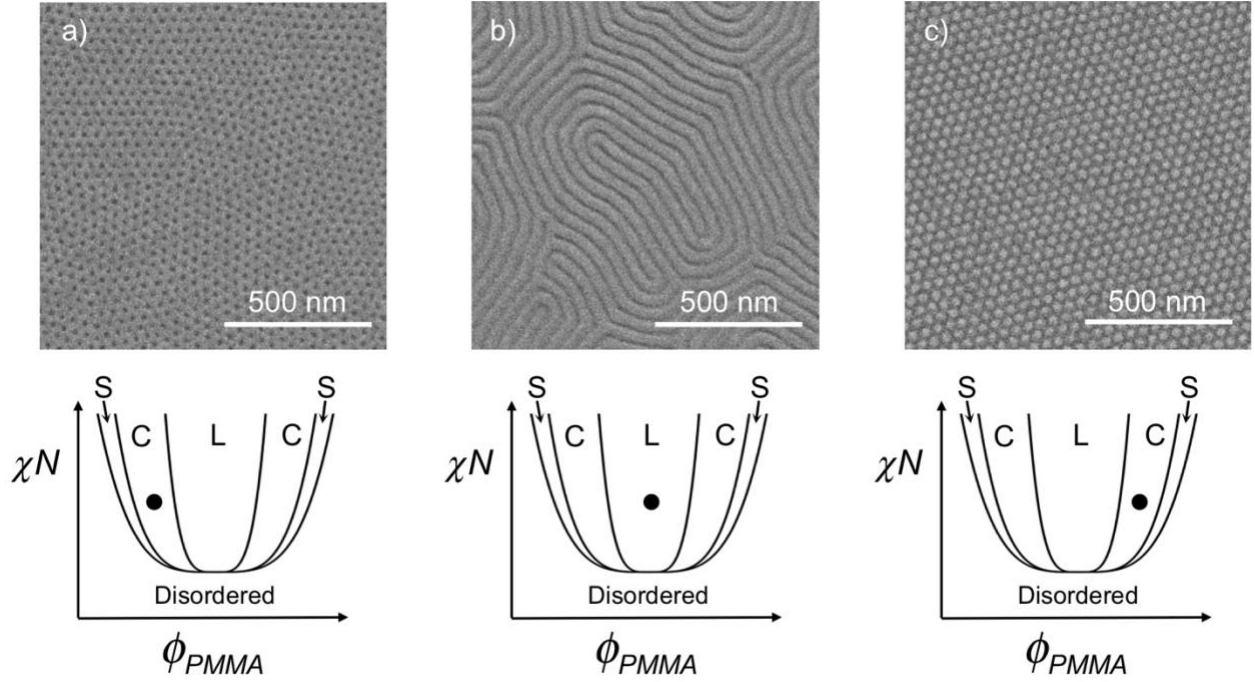 a)
500 nm
b)
500 nm
c)
500 nm
S
S
C
L
C
χN
Disordered
ϕPMMA
S
S
C
L
C
χN
Disordered
ϕPMMA
S
S
C
L
C
χN
Disordered
ϕPMMA